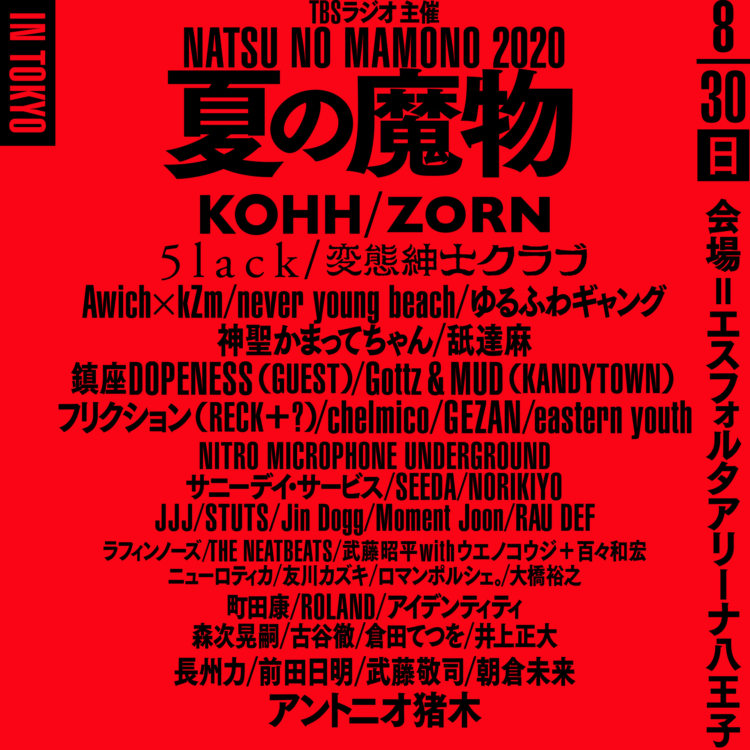 IN TOKYO
TBSラジオ 主催
NATSU NO MAMONO 2020
夏の魔物
8
30
日
会場=エスフォルタアリーナ八王子
KOHH/ZORN
5lack/変態紳士クラブ
Awich×kZm/never young beach/ゆるふわギャング
神聖かまってちゃん/舐達麻
鎮座DOPENESS(GUEST)/Gottz & MUD(KANDYTOWN)
フリクション(RECK+?)/chelmico/GEZAN/eastern youth
NITRO MICROPHONE UNDERGROUND
サニーデイ・サービス/SEEDA/NORIKIYO
JJJ/STUTS/Jin Dogg/Moment Joon/RAU DEF
ラフィンノーズ/THE NEATBEATS/武藤昭平withウエノコウジ+百々和宏
ニューロティカ/友川カズキ/ロマンポルシェ。/大橋裕之
町田康/ROLAND/アイデンティティ
森次晃嗣/古谷徹/倉田てつを/井上正大
長州力/前田日明/武藤敬司/朝倉未来
アントニオ猪木